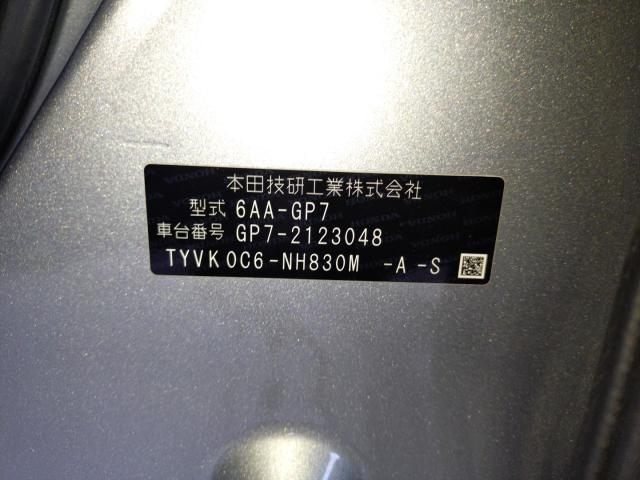 本田技研工業株式会社
型式 6AA-GP7
車台番号 GP7-2123048
TYVK0C6-NH830M -A -S